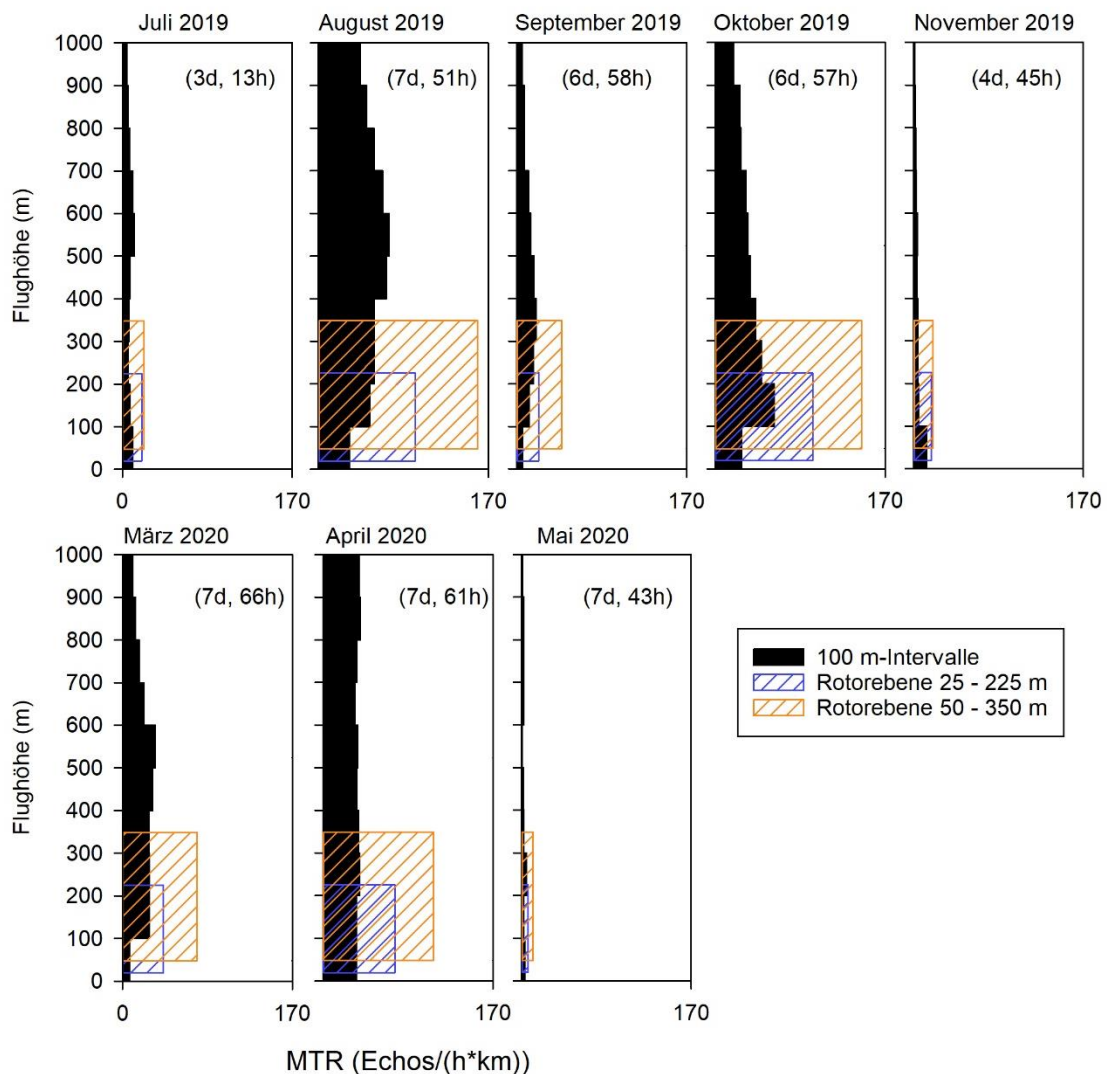 Juli 2019
August 2019
September 2019
Oktober 2019
November 2019
1000
900
800
700
600
500
400
300
200
100
0
Flughöhe (m)
(3d, 13h)
(7d, 51h)
(6d, 58h)
(6d, 57h)
(4d, 45h)
0
170
170
170
170
170
März 2020
April 2020
Mai 2020
1000
900
800
700
600
500
400
300
200
100
0
Flughöhe (m)
(7d, 66h)
(7d, 61h)
(7d, 43h)
0
170
170
170
100 m-Intervalle
Rotorebene 25 - 225 m
Rotorebene 50 - 350 m
MTR (Echos/(h*km))